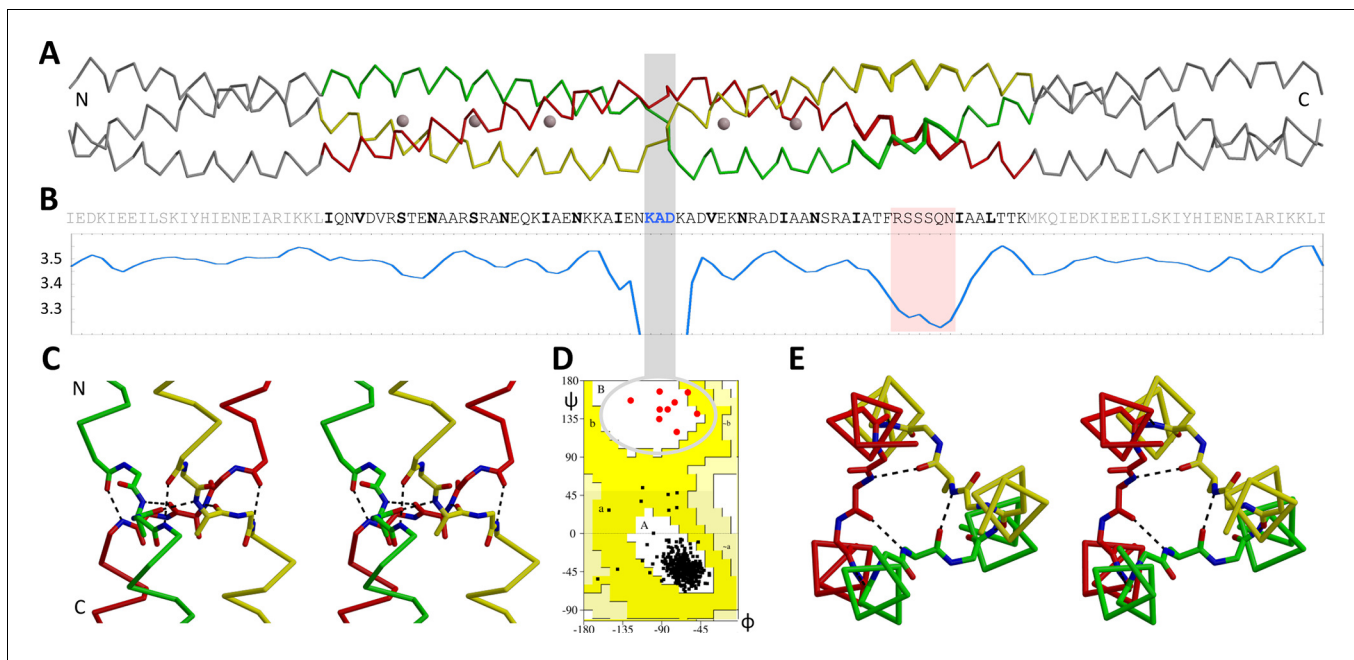 A
N
C
B
IEDKIEEILSKIYHIENEIARIKKLIQNVDVRSTENAARSRANEQKIAENKKAIENKADKADVEKNRADIAANSRAIATFRSSSQNIAALTTKMKQIEDKIEEILSKIYHIENEIARIKKLI
3.5
3.4
3.3
C
D
E
N
C
180
ψ
135
90
45
0
-45
-90
B
b
-b
a
A
-a
-180
-135
-90
-45
ϕ